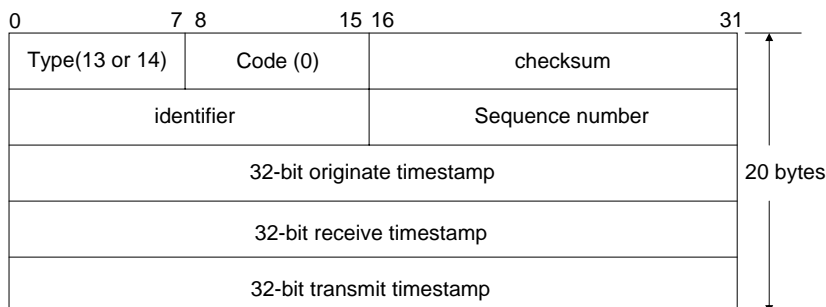 0 7 8 15 16 31
Type(13 or 14) Code (0) checksum
identifier Sequence number
32-bit originate timestamp 20 bytes
32-bit receive timestamp
32-bit transmit timestamp